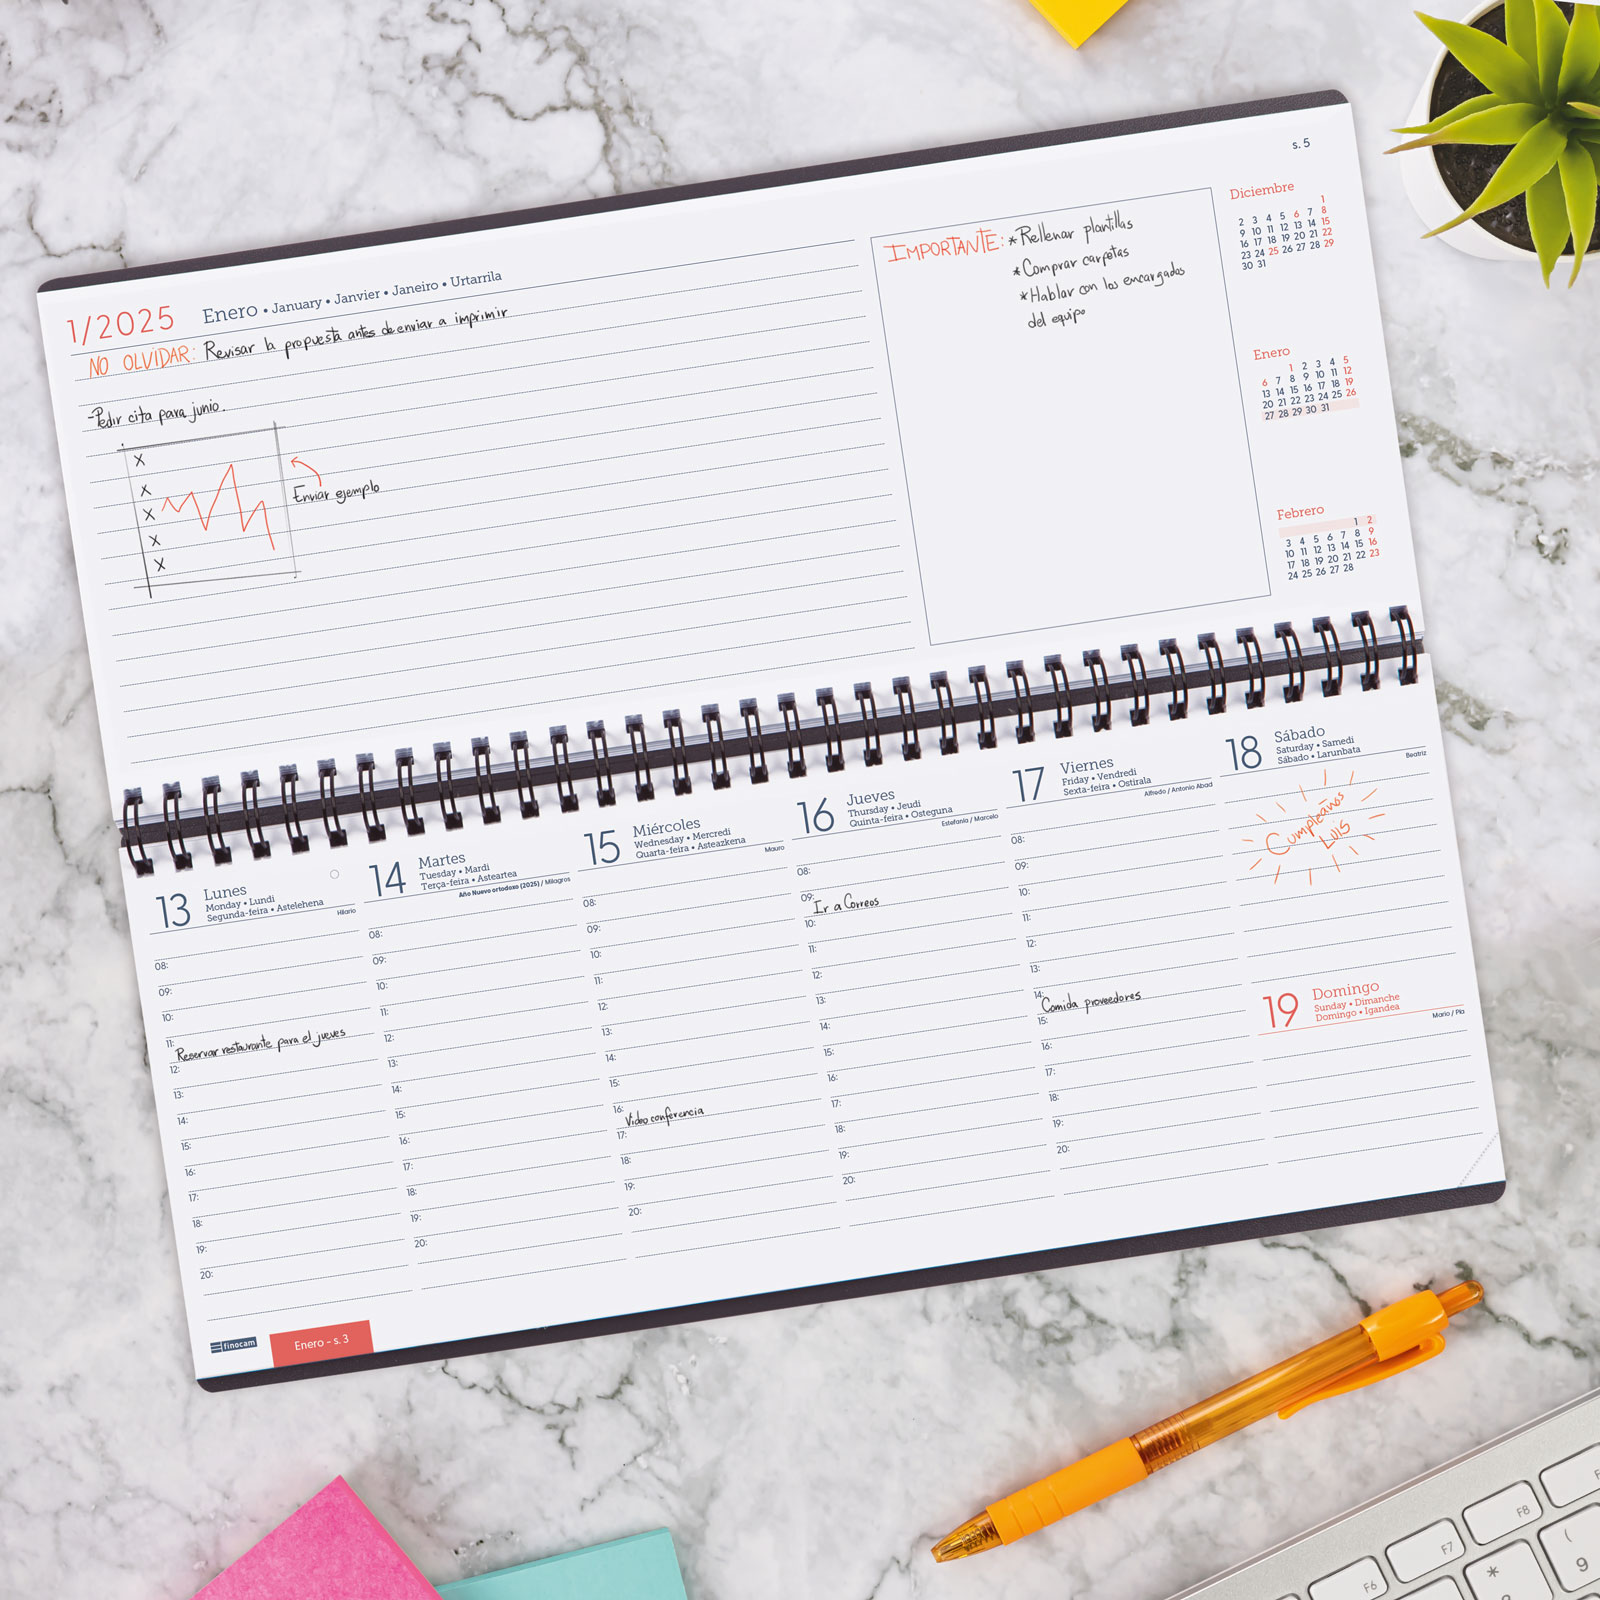 s. 5
1/2025 Enero • January • Janvier • Janeiro • Urtarrila
NO OLVIDAR: Revisar la propuesta antes de enviar a imprimir
-Pedir cita para junio.
X
X
X
X
X
Enviar ejemplo
IMPORTANTE: *Rellenar plantillas
*Comprar carpetas
*Hablar con los encargados
del equipo
Diciembre
1
2 3 4 5 6 7 8
9 10 11 12 13 14 15
16 17 18 19 20 21 22
23 24 25 26 27 28 29
30 31
Enero
1 2 3 4 5
6 7 8 9 10 11 12
13 14 15 16 17 18 19
20 21 22 23 24 25 26
27 28 29 30 31
Febrero
1 2
3 4 5 6 7 8 9
10 11 12 13 14 15 16
17 18 19 20 21 22 23
24 25 26 27 28
13 Lunes
Monday • Lundi
Segunda-feira • Astelehena
Hilario
08:
09:
10:
11:
Reservar restaurante para el jueves
12:
13:
14:
15:
16:
17:
18:
19:
20:
14 Martes
Tuesday • Mardi
Terça-feira • Asteartea
Año Nuevo ortodoxo (2025) / Milagros
08:
09:
10:
11:
12:
13:
14:
15:
16:
17:
18:
19:
20:
15 Miércoles
Wednesday • Mercredi
Quarta-feira • Asteazkena
Mauro
08:
09:
10:
11:
12:
13:
14:
15:
16:
Video conferencia
17:
18:
19:
20:
16 Jueves
Thursday • Jeudi
Quinta-feira • Osteguna
Estefanía / Marcelo
08:
09:
Ir a Correos
10:
11:
12:
13:
14:
15:
16:
17:
18:
19:
20:
17 Viernes
Friday • Vendredi
Sexta-feira • Ostirala
Alfredo / Antonio Abad
08:
09:
10:
11:
12:
13:
14:
Comida proveedores
15:
16:
17:
18:
19:
20:
18 Sábado
Saturday • Samedi
Sábado • Larunbata
Beatriz
Cumpleaños
Luis
19 Domingo
Sunday • Dimanche
Domingo • Igandea
Mario / Pía
finocam
Enero – s. 3
F6
F7
F8
*
8
(
9